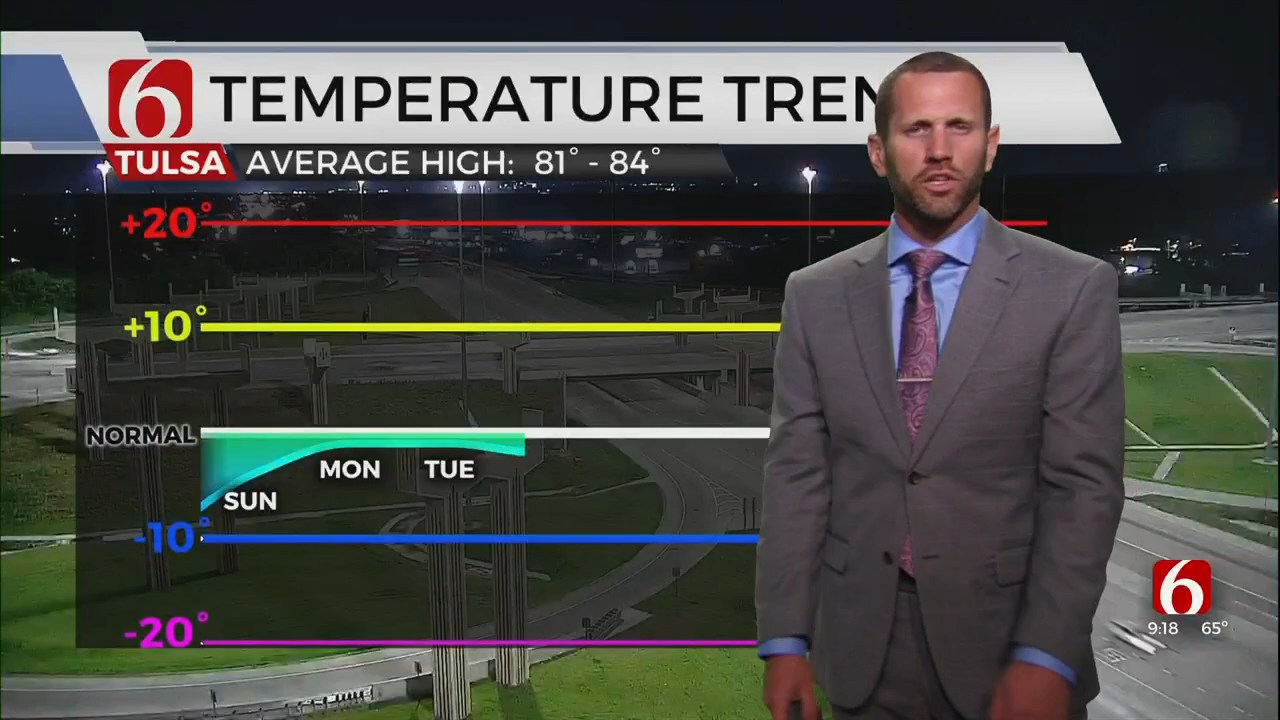 6 TEMPERATURE TREN
TULSA AVERAGE HIGH: 81° - 84°
+20°
+10°
NORMAL
MON TUE
SUN
-10°
-20°
6
9:18 65°